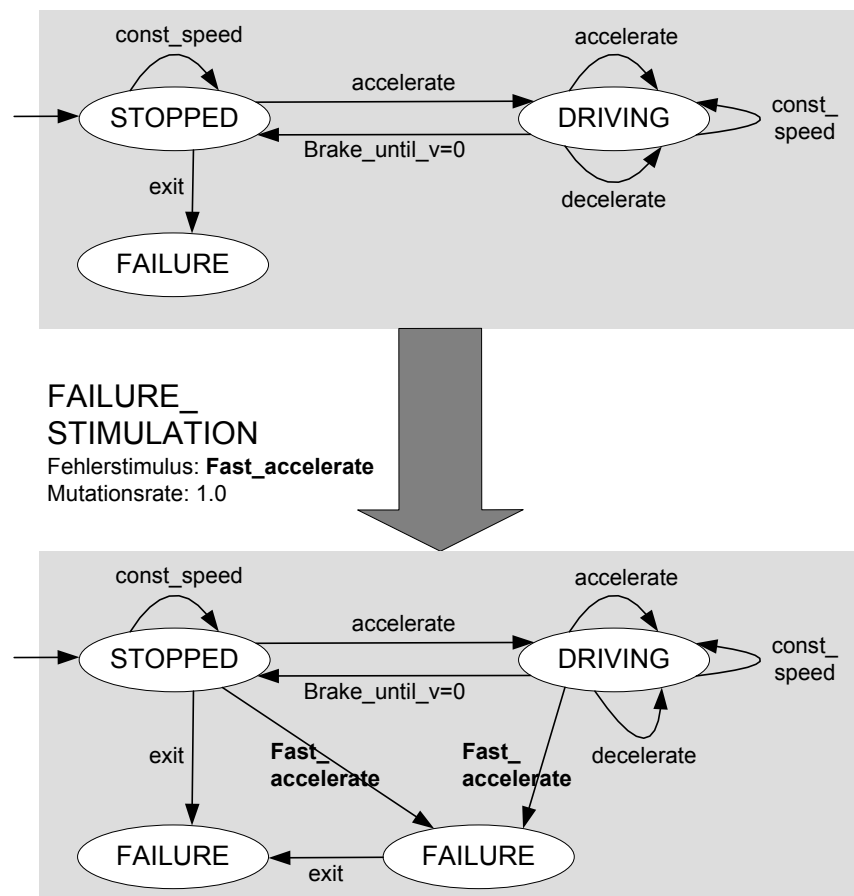 const_speed
accelerate
accelerate
STOPPED
DRIVING
const_
speed
Brake_until_v=0
exit
decelerate
FAILURE
FAILURE_
STIMULATION
Fehlerstimulus: Fast_accelerate
Mutationsrate: 1.0
const_speed
accelerate
accelerate
STOPPED
DRIVING
const_
speed
Brake_until_v=0
exit
Fast_
accelerate
Fast_
accelerate
decelerate
FAILURE
exit
FAILURE